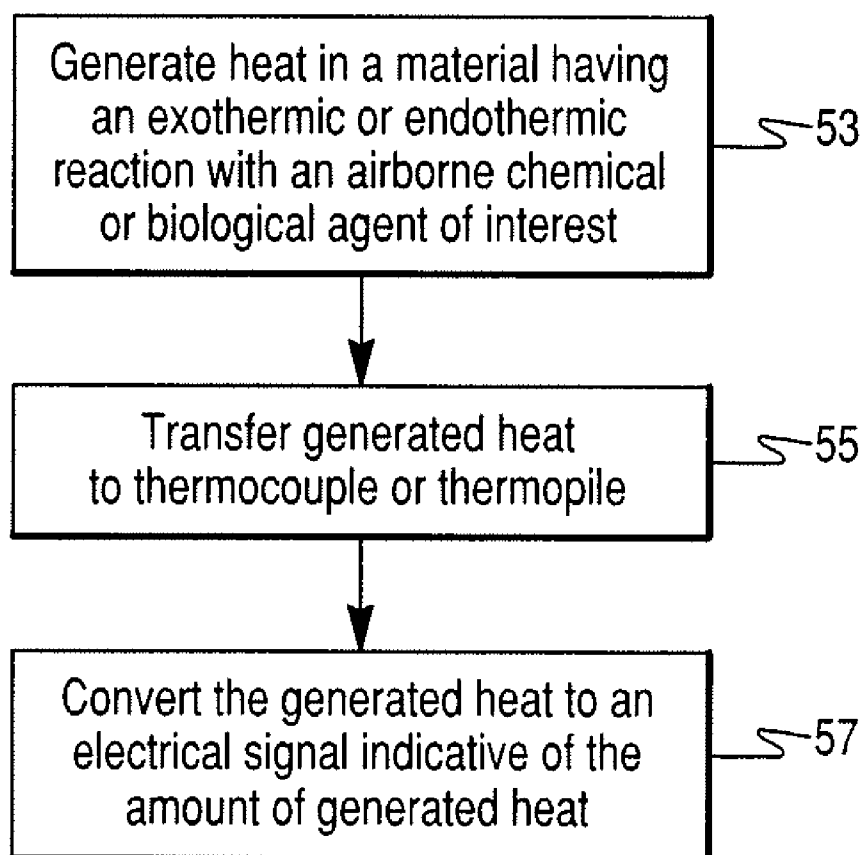 Generate heat in a material having
an exothermic or endothermic
reaction with an airborne chemical
or biological agent of interest
53
Transfer generated heat
to thermocouple or thermopile
55
Convert the generated heat to an
electrical signal indicative of the
amount of generated heat
57